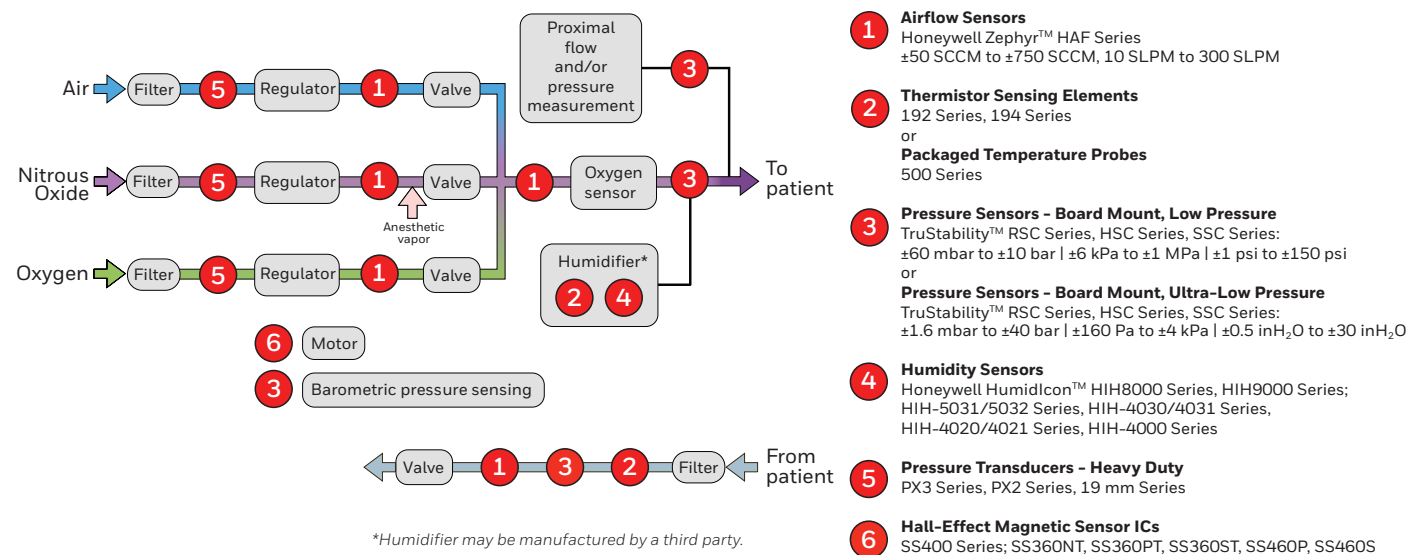 Air
Filter
5
Regulator
1
Valve
Nitrous
Oxide
Filter
5
Regulator
1
Valve
Anesthetic
vapor
Oxygen
Filter
5
Regulator
1
Valve
1
Oxygen
sensor
3
To
patient
Proximal
flow
and/or
pressure
measurement
3
Humidifier*
2 4
6 Motor
3 Barometric pressure sensing
Valve
1
3
2
Filter
From
patient
*Humidifier may be manufactured by a third party.
1
Airflow Sensors
Honeywell Zephyr™ HAF Series
±50 SCCM to ±750 SCCM, 10 SLPM to 300 SLPM
2
Thermistor Sensing Elements
192 Series, 194 Series
or
Packaged Temperature Probes
500 Series
3
Pressure Sensors – Board Mount, Low Pressure
TruStability™ RSC Series, HSC Series, SSC Series:
±60 mbar to ±10 bar | ±6 kPa to ±1 MPa | ±1 psi to ±150 psi
or
Pressure Sensors – Board Mount, Ultra-Low Pressure
TruStability™ RSC Series, HSC Series, SSC Series:
±1.6 mbar to ±40 bar | ±160 Pa to ±4 kPa | ±0.5 inH₂O to ±30 inH₂O
4
Humidity Sensors
Honeywell HumidIcon™ HIH8000 Series, HIH9000 Series;
HIH-5031/5032 Series, HIH-4030/4031 Series,
HIH-4020/4021 Series, HIH-4000 Series
5
Pressure Transducers – Heavy Duty
PX3 Series, PX2 Series, 19 mm Series
6
Hall-Effect Magnetic Sensor ICs
SS400 Series; SS360NT, SS360PT, SS360ST, SS460P, SS460S